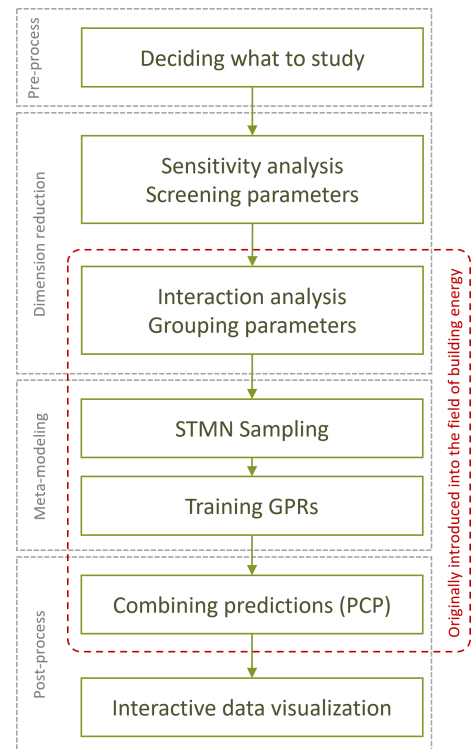 Pre-process
Deciding what to study
Dimension reduction
Sensitivity analysis
Screening parameters
Interaction analysis
Grouping parameters
Originally introduced into the field of building energy
Meta-modeling
STMN Sampling
Training GPRs
Post-process
Combining predictions (PCP)
Interactive data visualization